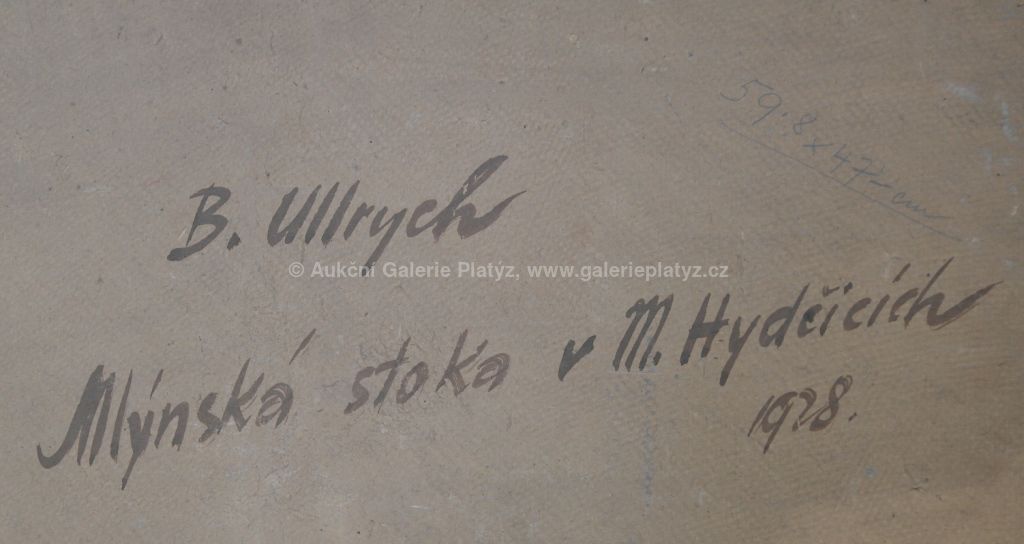 59·8 x 47 cm
B. Ullrych
© Aukční Galerie Platýz, www.galerieplatyz.cz
Mlýnská stoka v M. Hydčicích
1928.